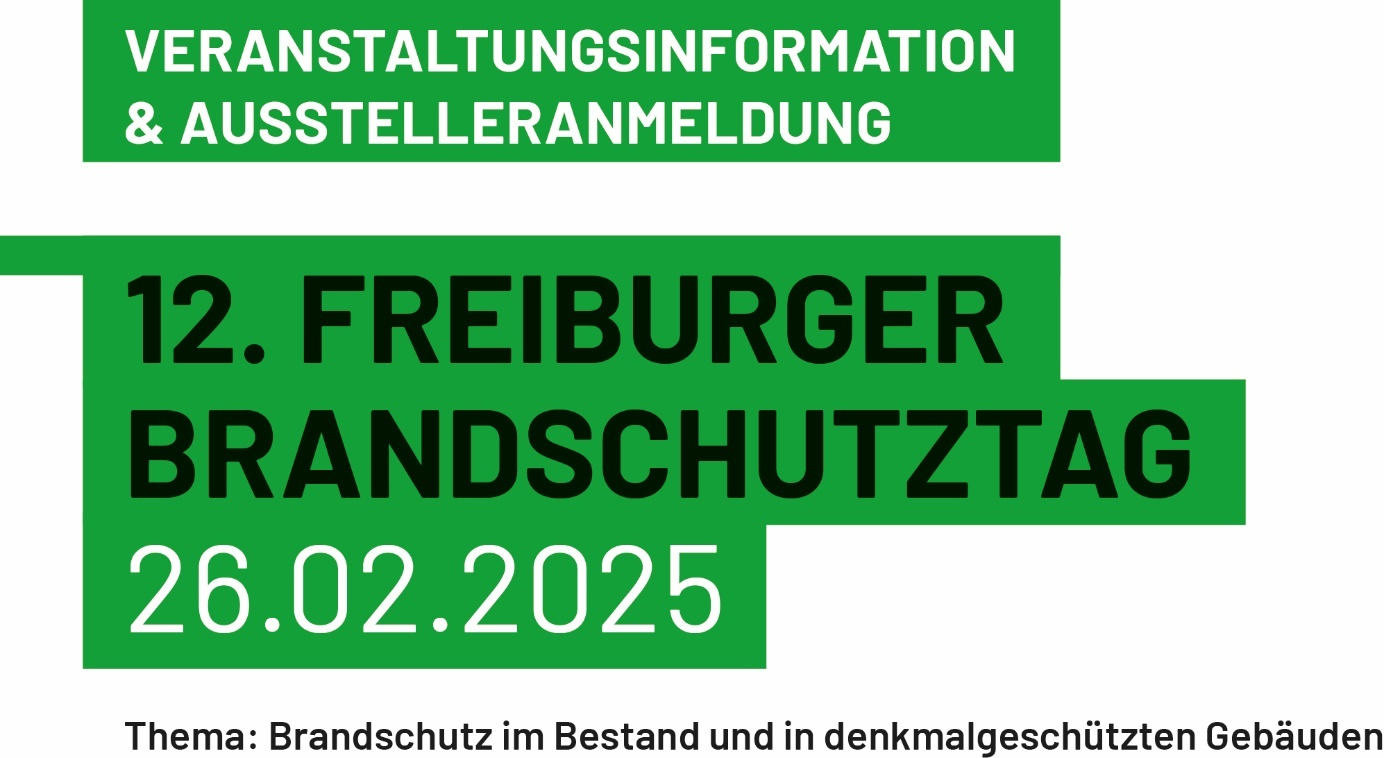 VERANSTALTUNGSINFORMATION
& AUSSTELLERANMELDUNG
12. FREIBURGER
BRANDSCHUTZTAG
26.02.2025
Thema: Brandschutz im Bestand und in denkmalgeschützten Gebäuden